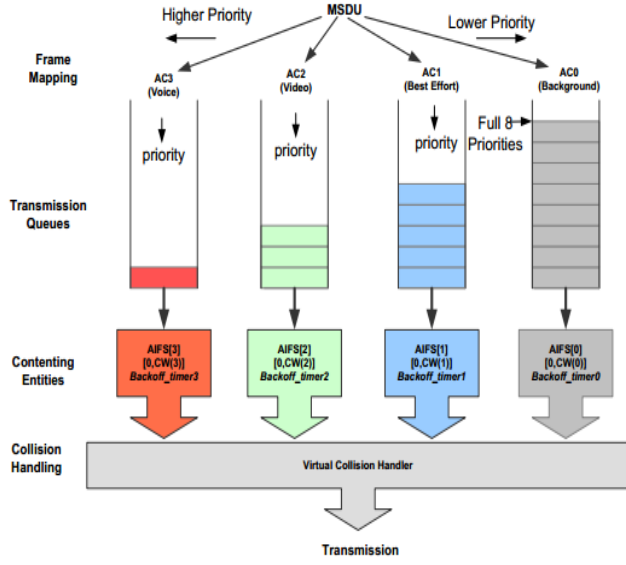 MSDU
Higher Priority
Lower Priority
Frame
Mapping
AC3
(Voice)
AC2
(Video)
AC1
(Best Effort)
AC0
(Background)
priority
priority
priority
Full 8
Priorities
Transmission
Queues
Contenting
Entities
AIFS[3]
[0,CW(3)]
Backoff_timer3
AIFS[2]
[0,CW(2)]
Backoff_timer2
AIFS[1]
[0,CW(1)]
Backoff_timer1
AIFS[0]
[0,CW(0)]
Backoff_timer0
Collision
Handling
Virtual Collision Handler
Transmission